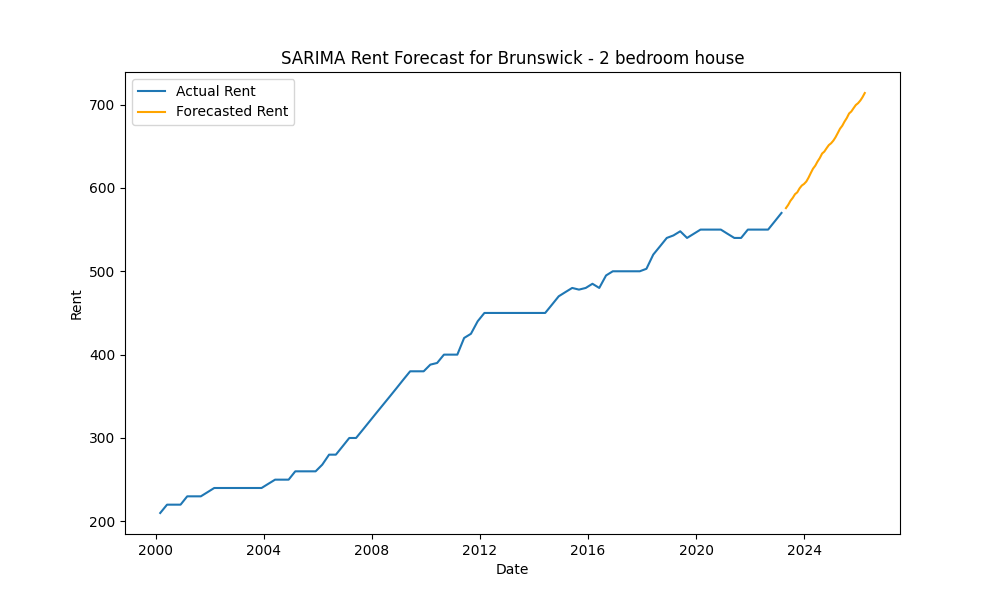 SARIMA Rent Forecast for Brunswick - 2 bedroom house
Actual Rent
Forecasted Rent
700
600
500
400
300
200
Rent
2000 2004 2008 2012 2016 2020 2024
Date